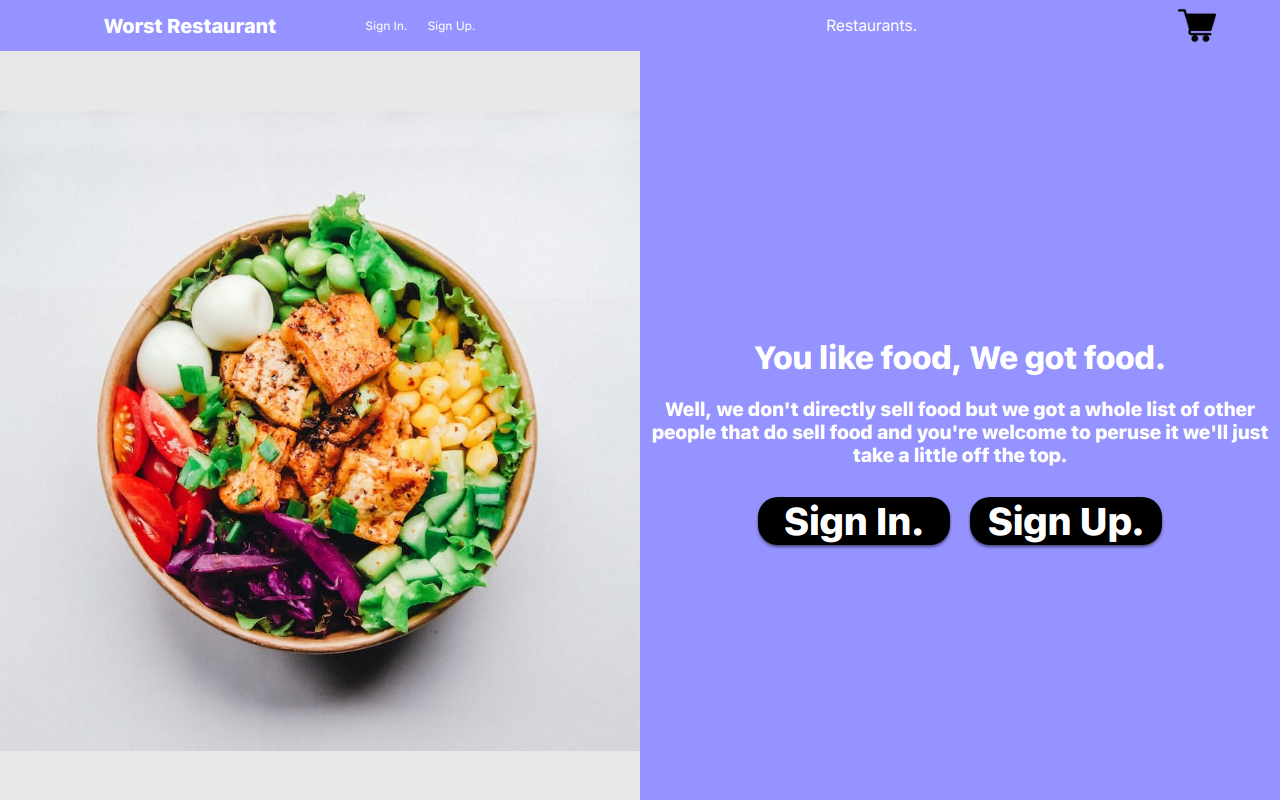 Worst Restaurant
Sign In.
Sign Up.
Restaurants.
You like food, We got food.
Well, we don't directly sell food but we got a whole list of other
people that do sell food and you're welcome to peruse it we'll just
take a little off the top.
Sign In.
Sign Up.